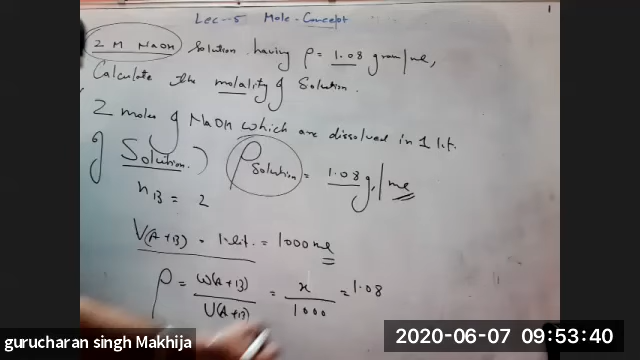 Lec-5 Mole-Concept
1
2 M NaOH Solution having ρ = 1.08 gram/ml,
Calculate the molality of Solution.
2 moles of NaOH which are dissolved in 1 lit.
of Solution.) ρ solution = 1.08 g/ml
nB = 2
V(A+B) = 1 lit. = 1000 ml
ρ = W(A+B) / V(A+B) = x / 1000 = 1.08
gurucharan singh Makhija
2020-06-07 09:53:40